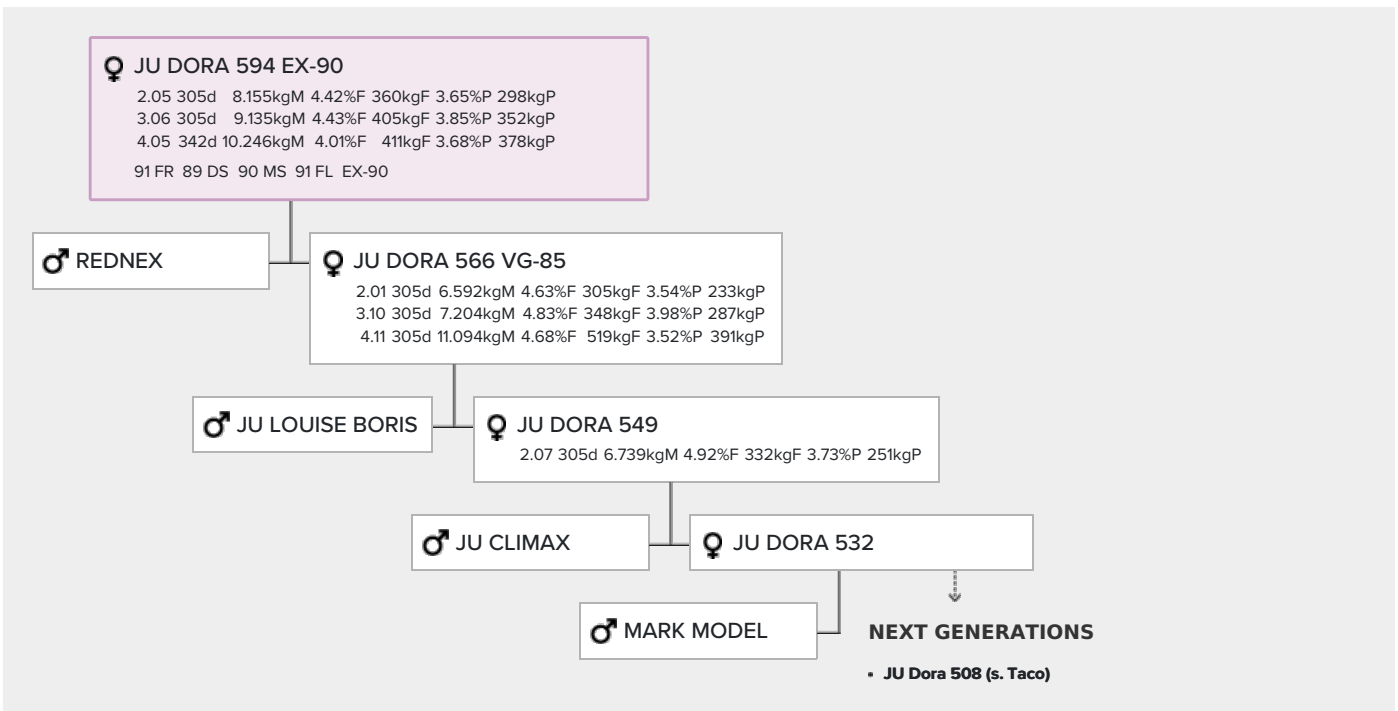 JU DORA 594 EX-90
2.05 305d 8.155kgM 4.42%F 360kgF 3.65%P 298kgP
3.06 305d 9.135kgM 4.43%F 405kgF 3.85%P 352kgP
4.05 342d 10.246kgM 4.01%F 411kgF 3.68%P 378kgP
91 FR 89 DS 90 MS 91 FL EX-90
REDNEX
JU DORA 566 VG-85
2.01 305d 6.592kgM 4.63%F 305kgF 3.54%P 233kgP
3.10 305d 7.204kgM 4.83%F 348kgF 3.98%P 287kgP
4.11 305d 11.094kgM 4.68%F 519kgF 3.52%P 391kgP
JU LOUISE BORIS
JU DORA 549
2.07 305d 6.739kgM 4.92%F 332kgF 3.73%P 251kgP
JU CLIMAX
JU DORA 532
MARK MODEL
NEXT GENERATIONS
• JU Dora 508 (s. Taco)